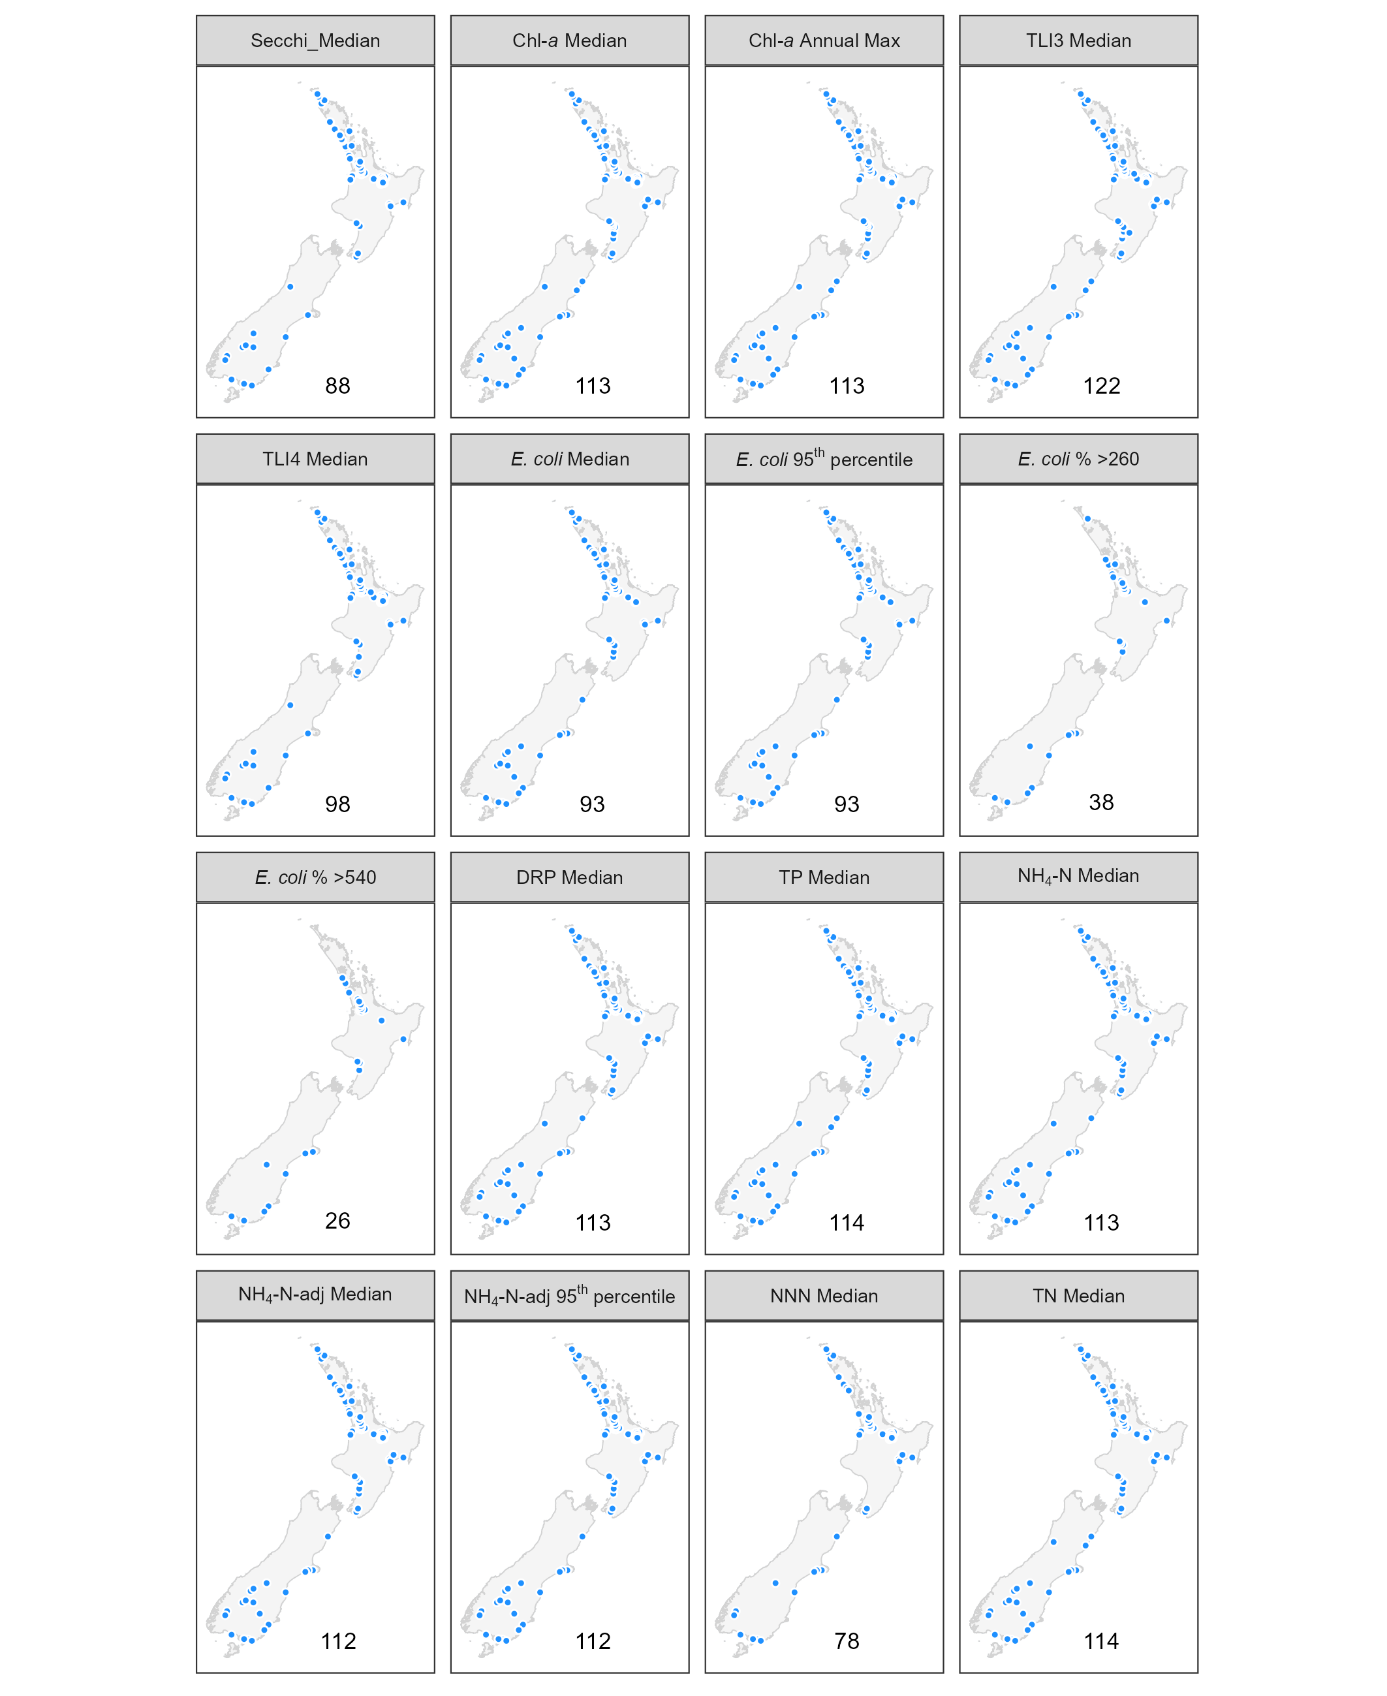 Secchi_Median
Chl-a Median
Chl-a Annual Max
TLI3 Median
88
113
113
122
TLI4 Median
E. coli Median
E. coli 95th percentile
E. coli % >260
98
93
93
38
E. coli % >540
DRP Median
TP Median
NH4-N Median
26
113
114
113
NH4-N-adj Median
NH4-N-adj 95th percentile
NNN Median
TN Median
112
112
78
114